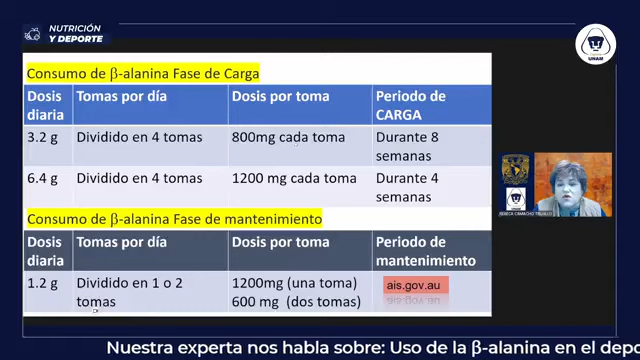 NUTRICIÓN
Y DEPORTE
UNAM
Consumo de β-alanina Fase de Carga
Dosis diaria Tomas por día Dosis por toma Periodo de CARGA
3.2 g Dividido en 4 tomas 800mg cada toma Durante 8 semanas
6.4 g Dividido en 4 tomas 1200 mg cada toma Durante 4 semanas
Consumo de β-alanina Fase de mantenimiento
Dosis diaria Tomas por día Dosis por toma Periodo de mantenimiento
1.2 g Dividido en 1 o 2 tomas 1200mg (una toma) 600 mg (dos tomas) ais.gov.au
UNAM
REBECA CAMACHO TRUJILLO
Nuestra experta nos habla sobre: Uso de la β-alanina en el depo